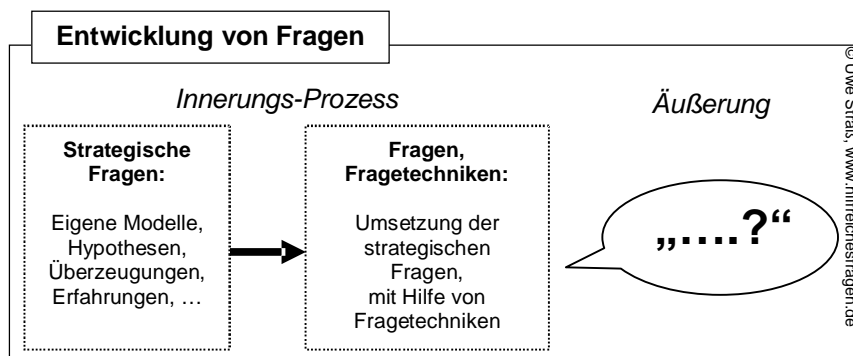 Entwicklung von Fragen
Innerungs-Prozess
Äußerung
Strategische
Fragen:
Eigene Modelle,
Hypothesen,
Überzeugungen,
Erfahrungen, …
Fragen,
Fragetechniken:
Umsetzung der
strategischen
Fragen,
mit Hilfe von
Fragetechniken
„….?“
© Uwe